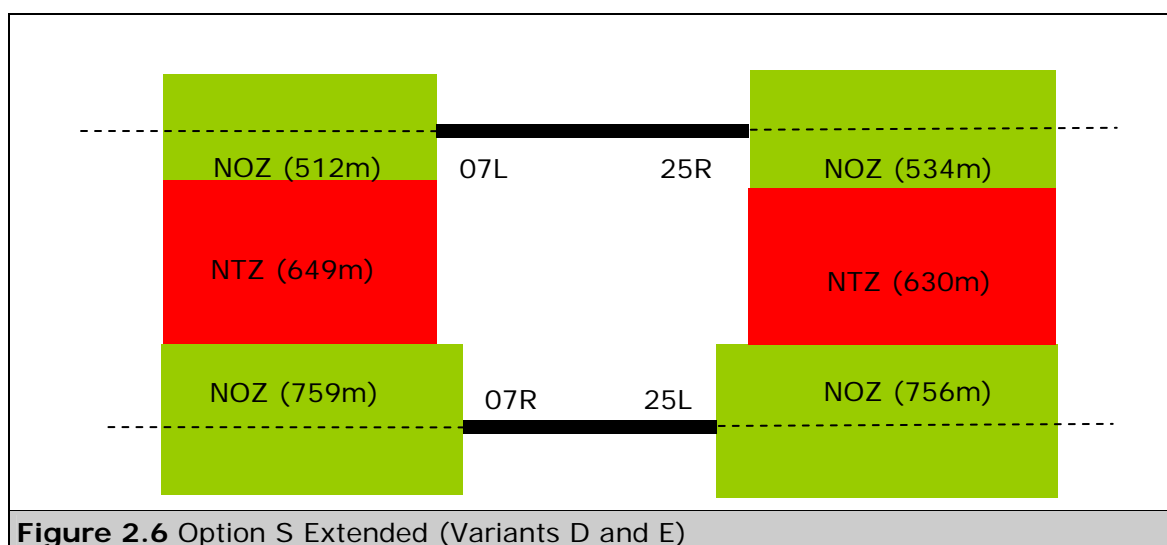 NOZ (512m) 07L 25R NOZ (534m)
NTZ (649m) NTZ (630m)
NOZ (759m) 07R 25L NOZ (756m)
Figure 2.6 Option S Extended (Variants D and E)